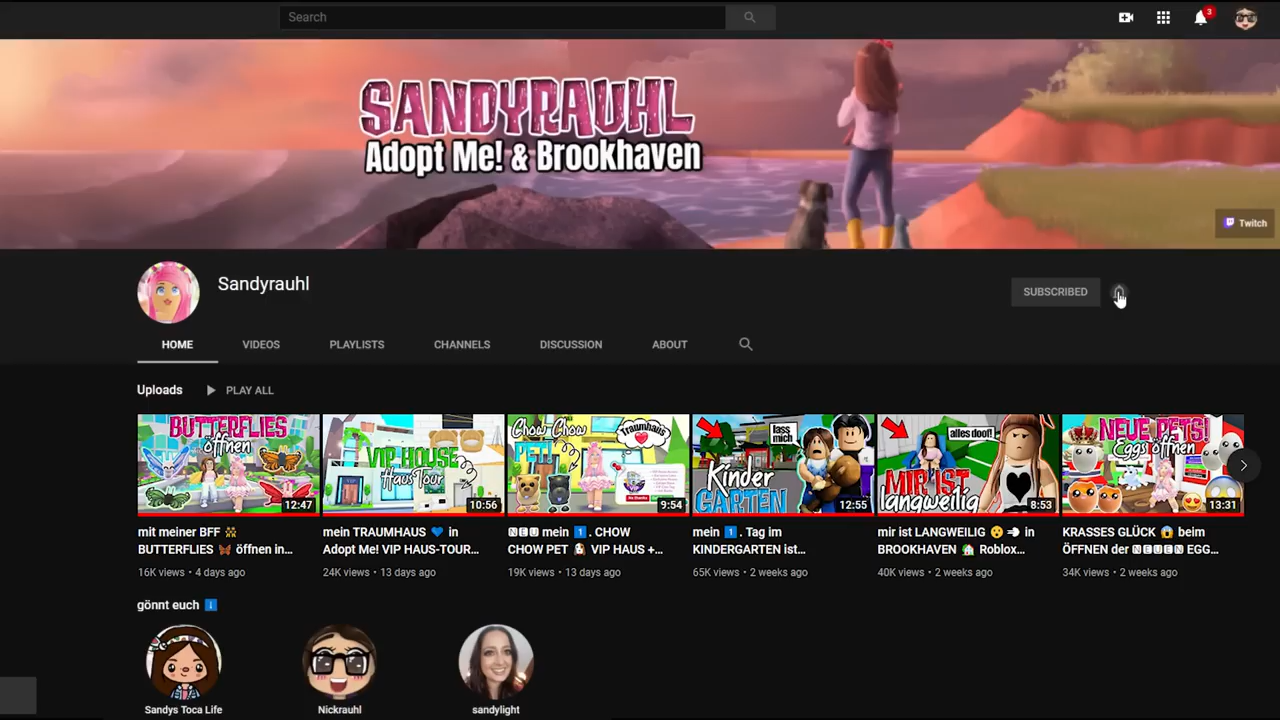 Search
3
SANDYRAUHL
Adopt Me! & Brookhaven
Twitch
Sandyrauhl
SUBSCRIBED
HOME VIDEOS PLAYLISTS CHANNELS DISCUSSION ABOUT
Uploads PLAY ALL
BUTTERFLIES
öffnen
12:47
VIP HOUSE
Haus Tour
10:56
Chow Chow
PET
Traumhaus
9:54
lass
mich
Kinder
GARTEN
12:55
alles doof!
MIR IST
langweilig
8:53
NEUE PETS!
Eggs öffnen
13:31
mit meiner BFF 👯
BUTTERFLIES 🦋 öffnen in...
16K views • 4 days ago
mein TRAUMHAUS 💙 in
Adopt Me! VIP HAUS-TOUR...
24K views • 13 days ago
🅽🅴🆄 mein 1️⃣. CHOW
CHOW PET 👩🏻 VIP HAUS +...
19K views • 13 days ago
mein 1️⃣. Tag im
KINDERGARTEN ist...
65K views • 2 weeks ago
mir ist LANGWEILIG 😮💨 in
BROOKHAVEN 🏠 Roblox...
40K views • 2 weeks ago
KRASSES GLÜCK 😱 beim
ÖFFNEN der 🅽🅴🆄🅴🅽 EGG...
34K views • 2 weeks ago
gönnt euch
Sandys Toca Life
Nickrauhl
sandylight